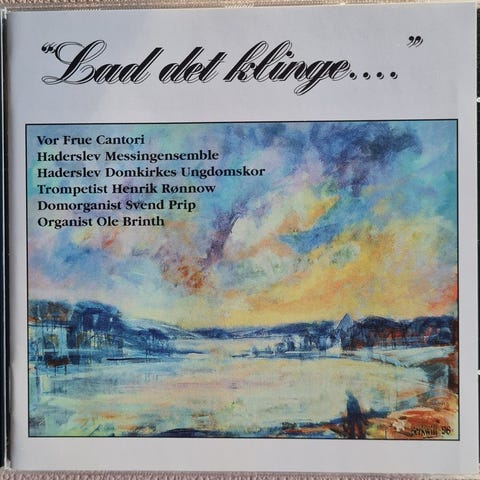 “Lad det klinge....”
Vor Frue Cantori
Haderslev Messingensemble
Haderslev Domkirkes Ungdomskor
Trompetist Henrik Rønnow
Domorganist Svend Prip
Organist Ole Brinth
96